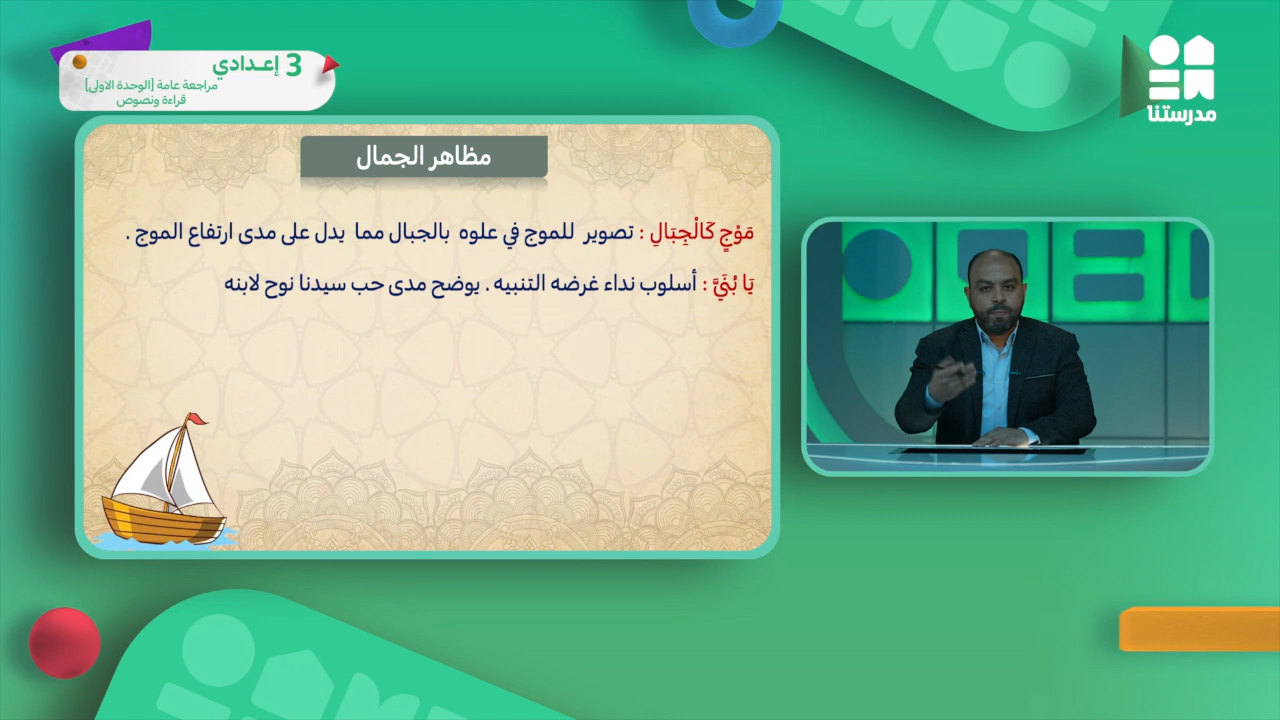 3 إعدادي
مراجعة عامة [الوحدة الاولى]
قراءة ونصوص
مدرستنا
مظاهر الجمال
مَوْجٍ كَالْجِبَالِ : تصوير للموج في علوه بالجبال مما يدل على مدى ارتفاع الموج .
يَا بُنَيَّ : أسلوب نداء غرضه التنبيه . يوضح مدى حب سيدنا نوح لابنه